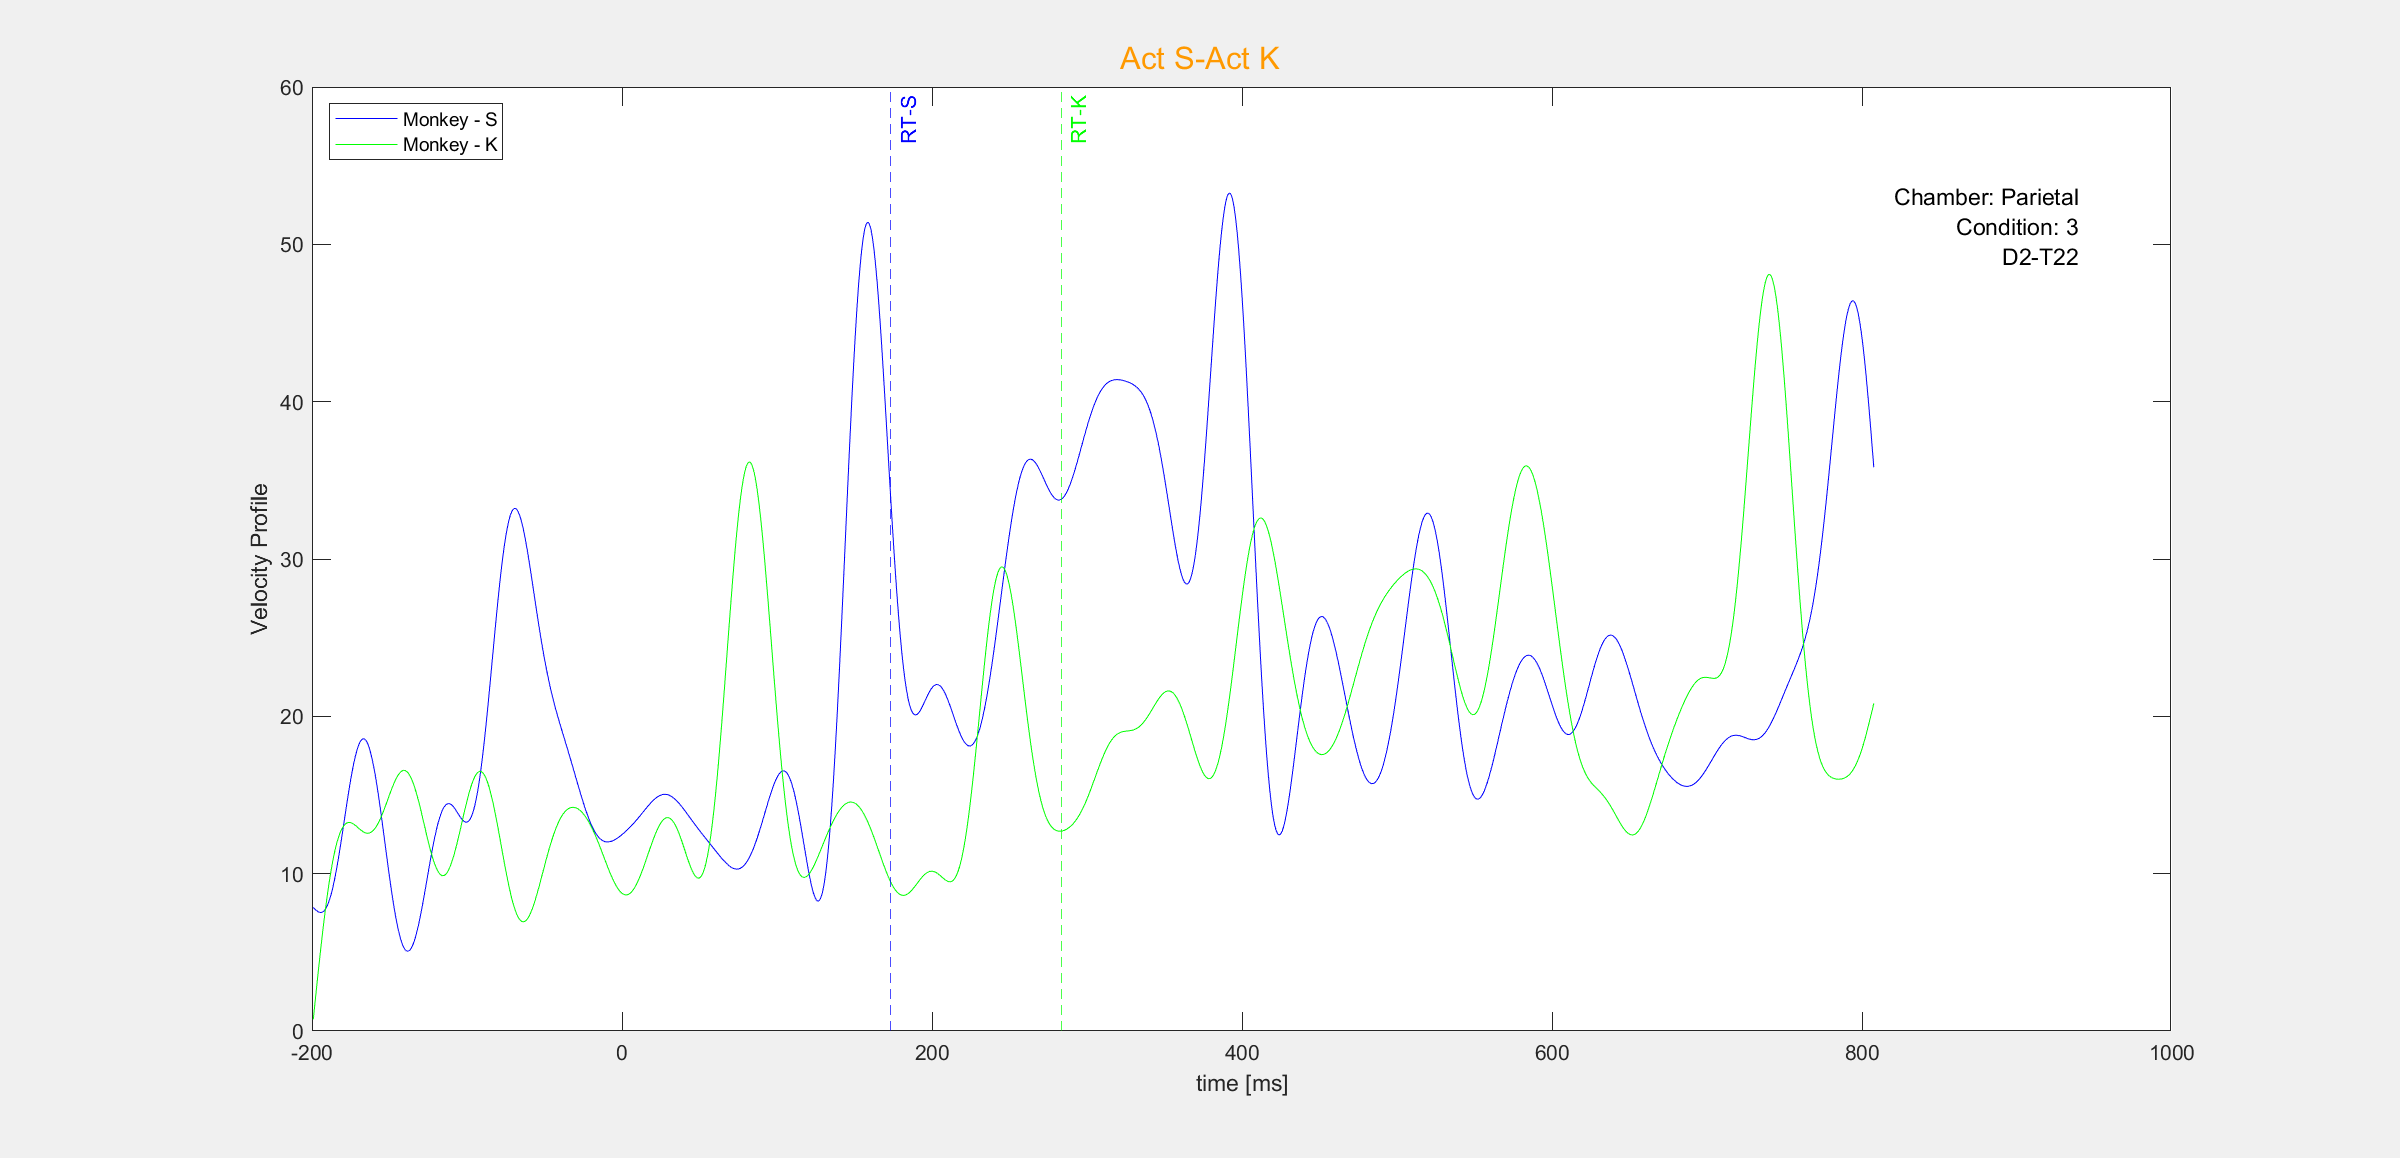 Act S-Act K
60
50
40
30
20
10
0
Velocity Profile
Monkey - S
Monkey - K
RT-S
RT-K
Chamber: Parietal
Condition: 3
D2-T22
-200
0
200
400
600
800
1000
time [ms]